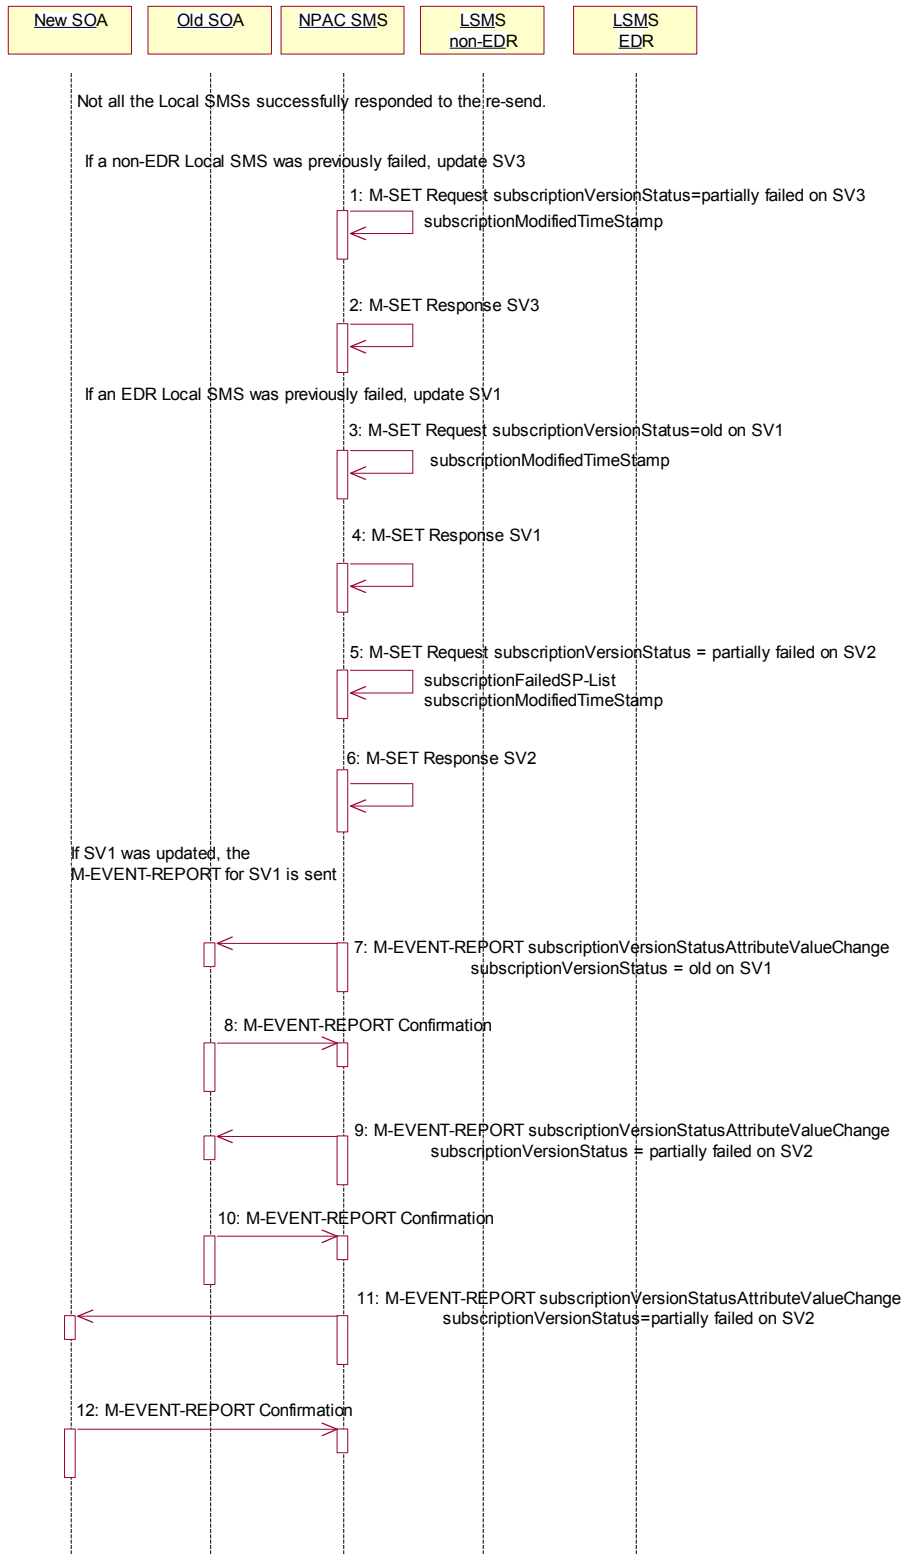 New SOA
Old SOA
NPAC SMS
LSMS
non-EDR
LSMS
EDR
Not all the Local SMSs successfully responded to the re-send.
If a non-EDR Local SMS was previously failed, update SV3
1: M-SET Request subscriptionVersionStatus=partially failed on SV3
subscriptionModifiedTimeStamp
2: M-SET Response SV3
If an EDR Local SMS was previously failed, update SV1
3: M-SET Request subscriptionVersionStatus=old on SV1
subscriptionModifiedTimeStamp
4: M-SET Response SV1
5: M-SET Request subscriptionVersionStatus = partially failed on SV2
subscriptionFailedSP-List
subscriptionModifiedTimeStamp
6: M-SET Response SV2
If SV1 was updated, the
M-EVENT-REPORT for SV1 is sent
7: M-EVENT-REPORT subscriptionVersionStatusAttributeValueChange
subscriptionVersionStatus = old on SV1
8: M-EVENT-REPORT Confirmation
9: M-EVENT-REPORT subscriptionVersionStatusAttributeValueChange
subscriptionVersionStatus = partially failed on SV2
10: M-EVENT-REPORT Confirmation
11: M-EVENT-REPORT subscriptionVersionStatusAttributeValueChange
subscriptionVersionStatus=partially failed on SV2
12: M-EVENT-REPORT Confirmation